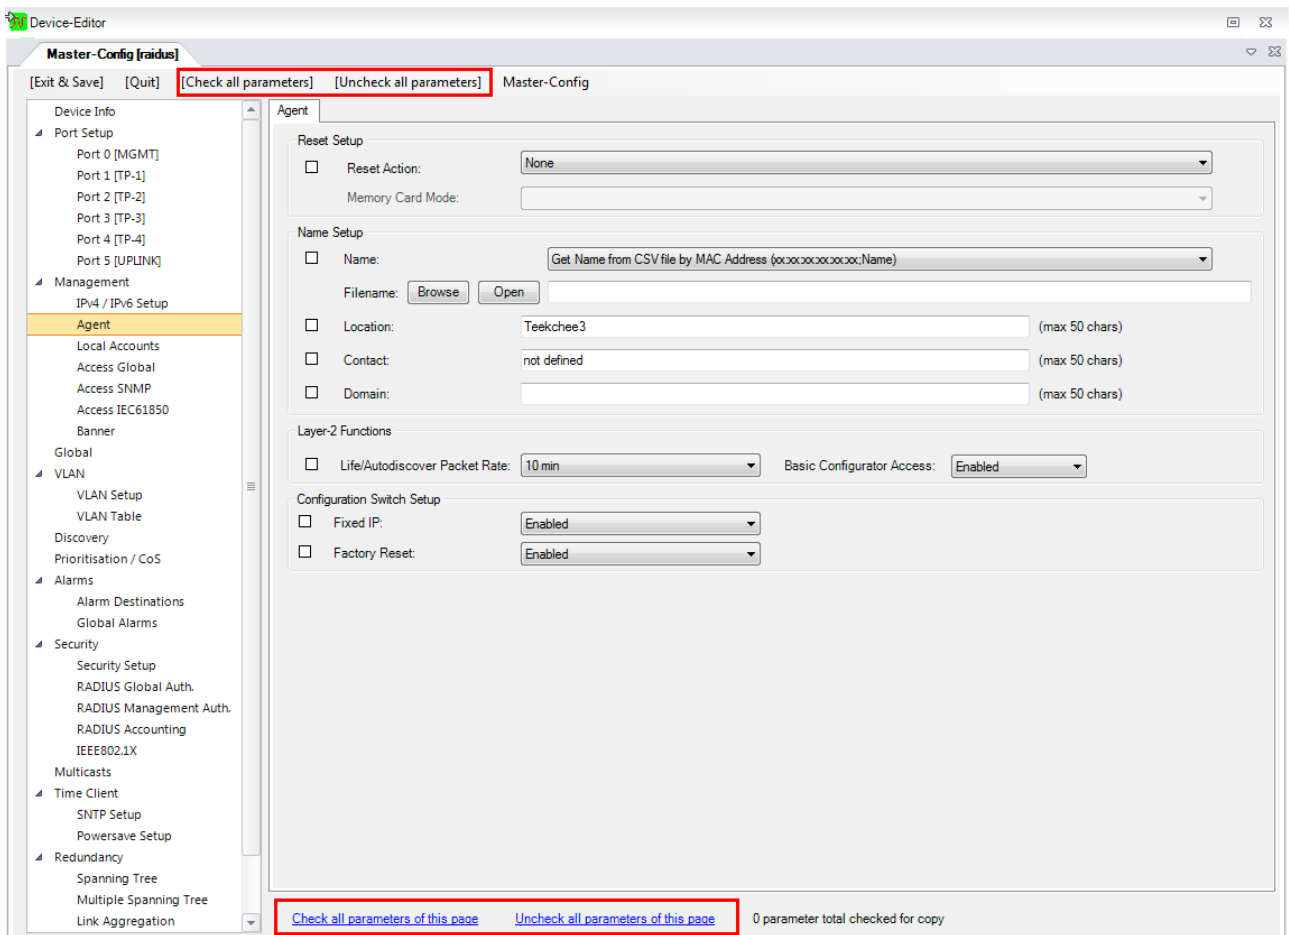 Device-Editor
Master-Config [raidus]
[Exit & Save] [Quit] [Check all parameters] [Uncheck all parameters] Master-Config
Device Info
Port Setup
Port 0 [MGMT]
Port 1 [TP-1]
Port 2 [TP-2]
Port 3 [TP-3]
Port 4 [TP-4]
Port 5 [UPLINK]
Management
IPv4 / IPv6 Setup
Agent
Local Accounts
Access Global
Access SNMP
Access IEC61850
Banner
Global
VLAN
VLAN Setup
VLAN Table
Discovery
Prioritisation / CoS
Alarms
Alarm Destinations
Global Alarms
Security
Security Setup
RADIUS Global Auth.
RADIUS Management Auth.
RADIUS Accounting
IEEE802.1X
Multicasts
Time Client
SNTP Setup
Powersave Setup
Redundancy
Spanning Tree
Multiple Spanning Tree
Link Aggregation
Agent
Reset Setup
Reset Action: None
Memory Card Mode:
Name Setup
Name: Get Name from CSV file by MAC Address (xx:xx:xx:xx:xx:xx;Name)
Filename: Browse Open
Location: Teekchee3 (max 50 chars)
Contact: not defined (max 50 chars)
Domain: (max 50 chars)
Layer-2 Functions
Life/Autodiscover Packet Rate: 10 min Basic Configurator Access: Enabled
Configuration Switch Setup
Fixed IP: Enabled
Factory Reset: Enabled
Check all parameters of this page Uncheck all parameters of this page 0 parameter total checked for copy